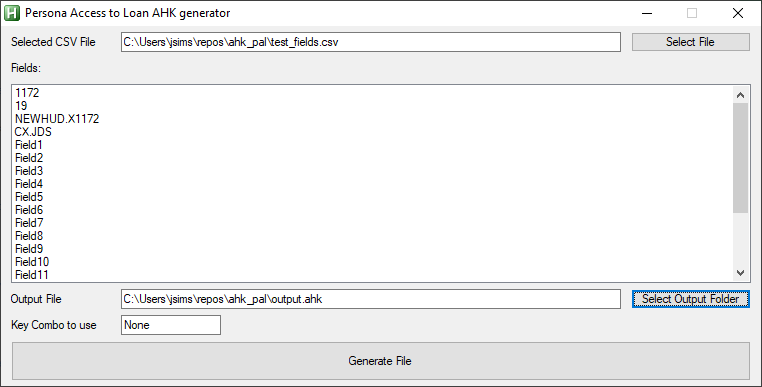 Persona Access to Loan AHK generator
Selected CSV File C:\Users\jsims\repos\ahk_pal\test_fields.csv Select File
Fields:
1172
19
NEWHUD.X1172
CX.JDS
Field1
Field2
Field3
Field4
Field5
Field6
Field7
Field8
Field9
Field10
Field11
Output File C:\Users\jsims\repos\ahk_pal\output.ahk Select Output Folder
Key Combo to use None
Generate File